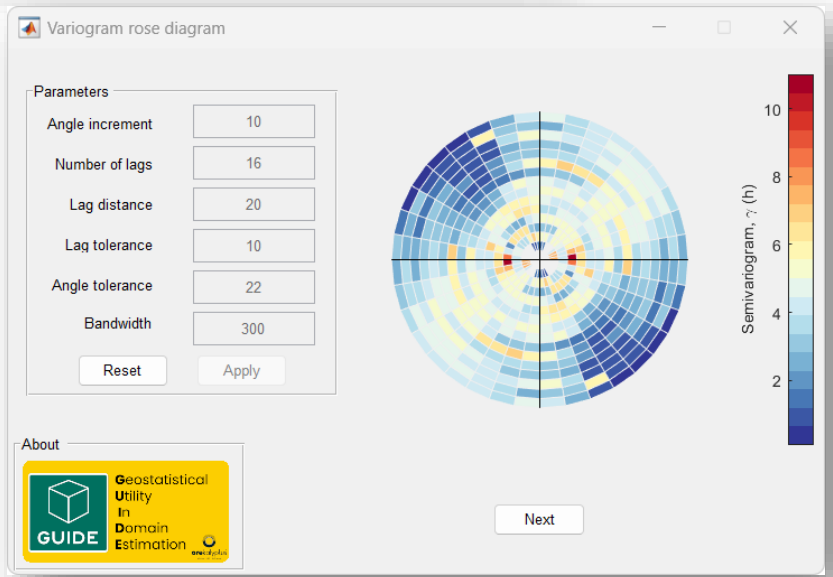 Variogram rose diagram
Parameters
Angle increment 10
Number of lags 16
Lag distance 20
Lag tolerance 10
Angle tolerance 22
Bandwidth 300
Reset Apply
10
8
6
4
2
Semivariogram, γ (h)
About
GUIDE
Geostatistical
Utility
In
Domain
Estimation
orekalyptus
Next